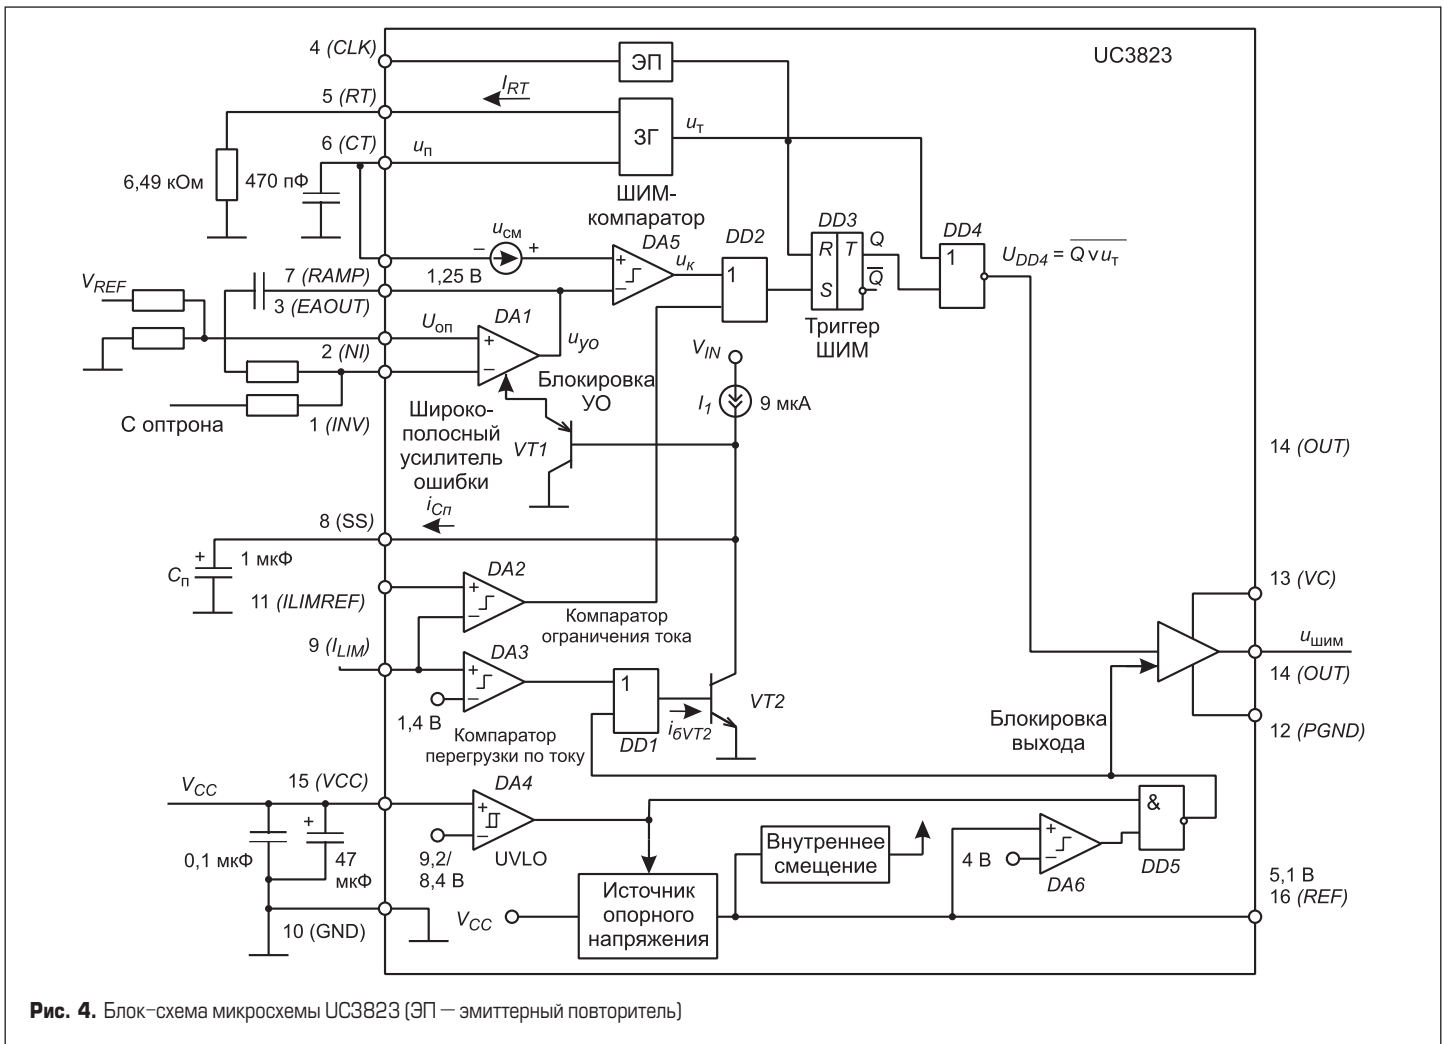 UC3823
4 (CLK)
ЭП
5 (RT)
I_RT
ЗГ
u_т
6 (CT)
u_п
6,49 кОм
470 пФ
ШИМ-
компаратор
u_см
– +
1,25 В
DA5
+
–
u_к
DD2
1
DD3
R T
S
Q
Q̅
Триггер
ШИМ
DD4
1
U_DD4 = \overline{Q ∨ u_т}
7 (RAMP)
V_REF
3 (EAOUT)
U_оп
DA1
+
–
u_уо
2 (NI)
Блокировка
УО
1 (INV)
С оптрона
Широко-
полосный
усилитель
ошибки
VT1
V_IN
I_1
9 мкА
14 (OUT)
i_Сп
8 (SS)
+
1 мкФ
C_п
DA2
+
–
11 (ILIMREF)
Компаратор
ограничения тока
9 (I_LIM)
DA3
+
–
1,4 В
Компаратор
перегрузки по току
1
DD1
i_бVT2
VT2
13 (VC)
u_шим
14 (OUT)
12 (PGND)
Блокировка
выхода
V_CC
15 (VCC)
DA4
+
–
UVLO
9,2/
8,4 В
0,1 мкФ
+
47
мкФ
10 (GND)
V_CC
Источник
опорного
напряжения
Внутреннее
смещение
4 В
+
–
DA6
&
DD5
5,1 В
16 (REF)
Рис. 4. Блок-схема микросхемы UC3823 (ЭП — эмиттерный повторитель)